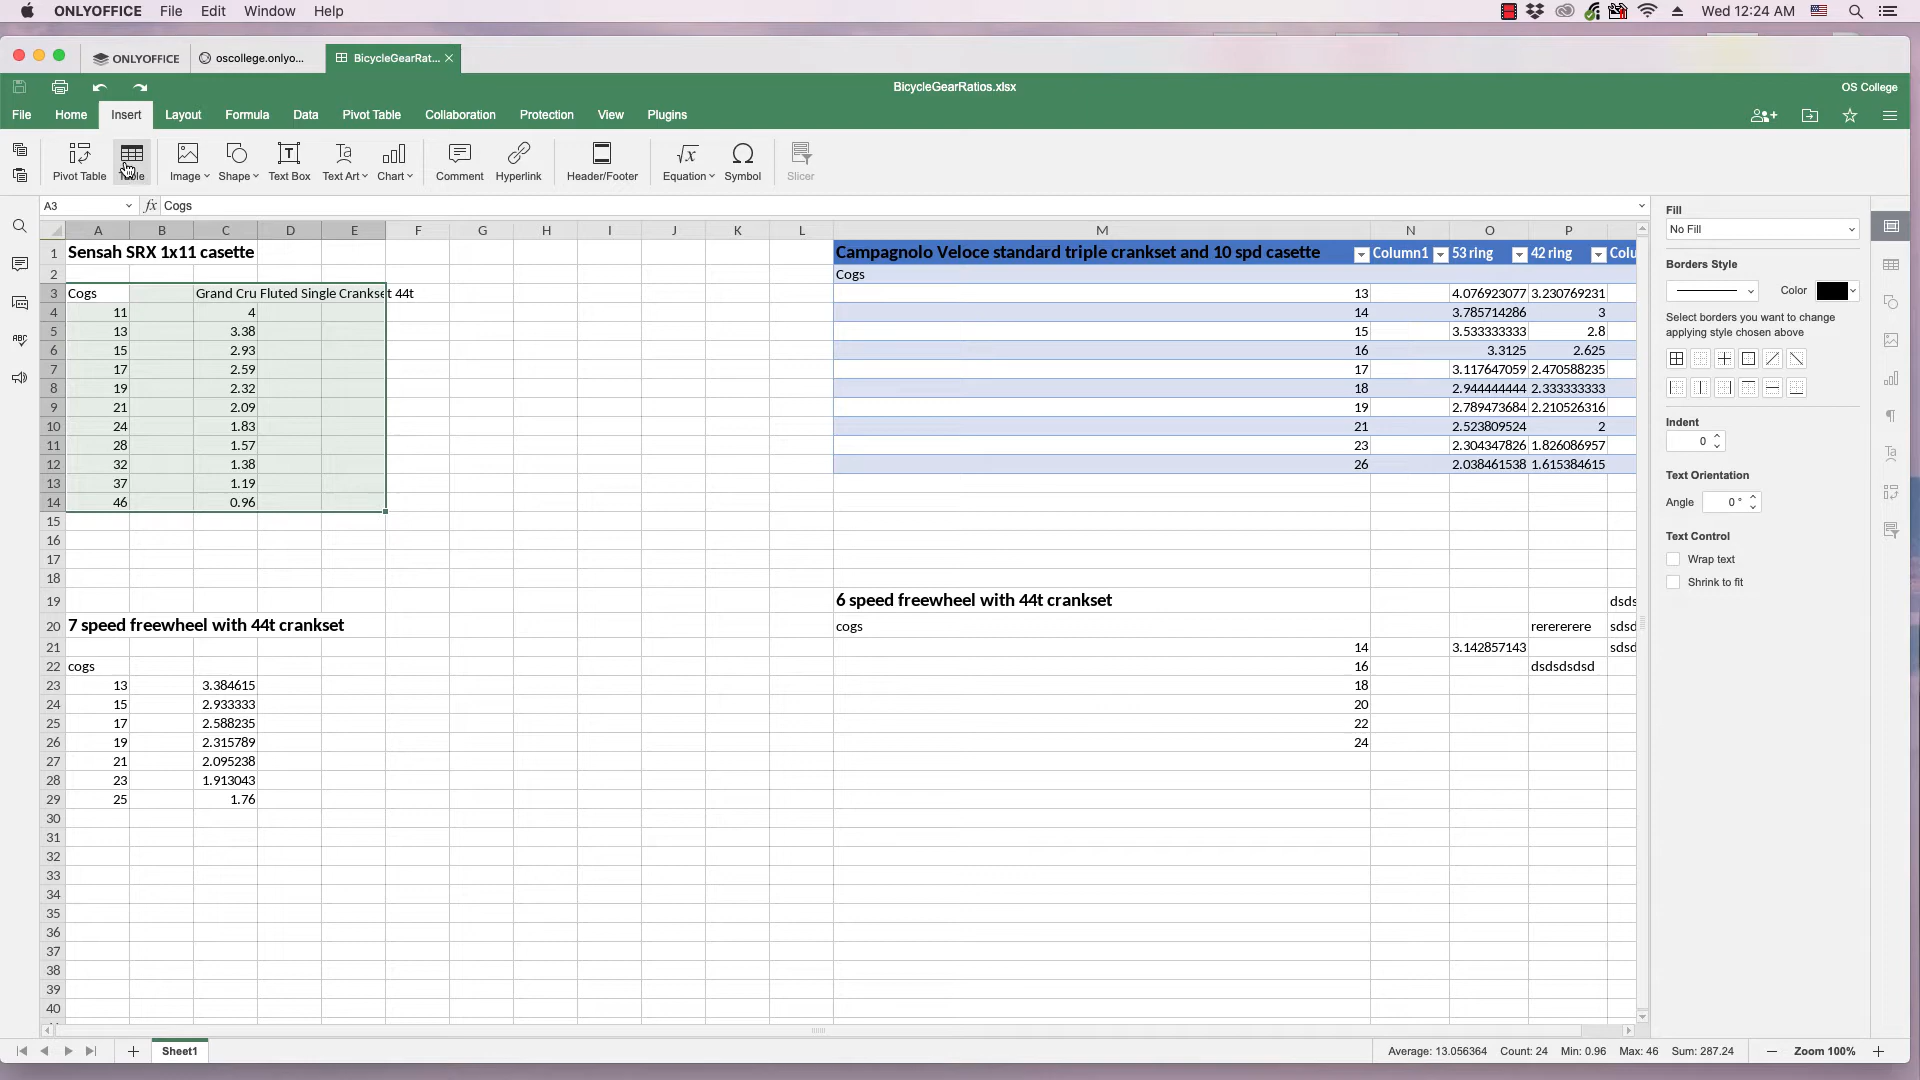 ONLYOFFICE File Edit Window Help Wed 12:24 AM
ONLYOFFICE oscollege.onlyo... BicycleGearRat...
BicycleGearRatios.xlsx OS College
File Home Insert Layout Formula Data Pivot Table Collaboration Protection View Plugins
Pivot Table Table Image Shape Text Box Text Art Chart Comment Hyperlink Header/Footer Equation Symbol Slicer
A3 fx Cogs
A B C D E F G H I J K L M N O P
1 Sensah SRX 1x11 casette Campagnolo Veloce standard triple crankset and 10 spd casette Column1 53 ring 42 ring Colu
2 Cogs
3 Cogs Grand Cru Fluted Single Crankset 44t 13 4.076923077 3.230769231
4 11 4 14 3.785714286 3
5 13 3.38 15 3.533333333 2.8
6 15 2.93 16 3.3125 2.625
7 17 2.59 17 3.117647059 2.470588235
8 19 2.32 18 2.944444444 2.333333333
9 21 2.09 19 2.789473684 2.210526316
10 24 1.83 21 2.523809524 2
11 28 1.57 23 2.304347826 1.826086957
12 32 1.38 26 2.038461538 1.615384615
13 37 1.19
14 46 0.96
15
16
17
18
19 6 speed freewheel with 44t crankset dsds
20 7 speed freewheel with 44t crankset cogs rerererere sdsd
21 14 3.142857143 sdsd
22 cogs 16 dsdsdsdsd
23 13 3.384615 18
24 15 2.933333 20
25 17 2.588235 22
26 19 2.315789 24
27 21 2.095238
28 23 1.913043
29 25 1.76
30
31
32
33
34
35
36
37
38
39
40
Fill
No Fill
Borders Style
Color
Select borders you want to change
applying style chosen above
Indent
0
Text Orientation
Angle 0 °
Text Control
Wrap text
Shrink to fit
Sheet1 Average: 13.056364 Count: 24 Min: 0.96 Max: 46 Sum: 287.24 Zoom 100%